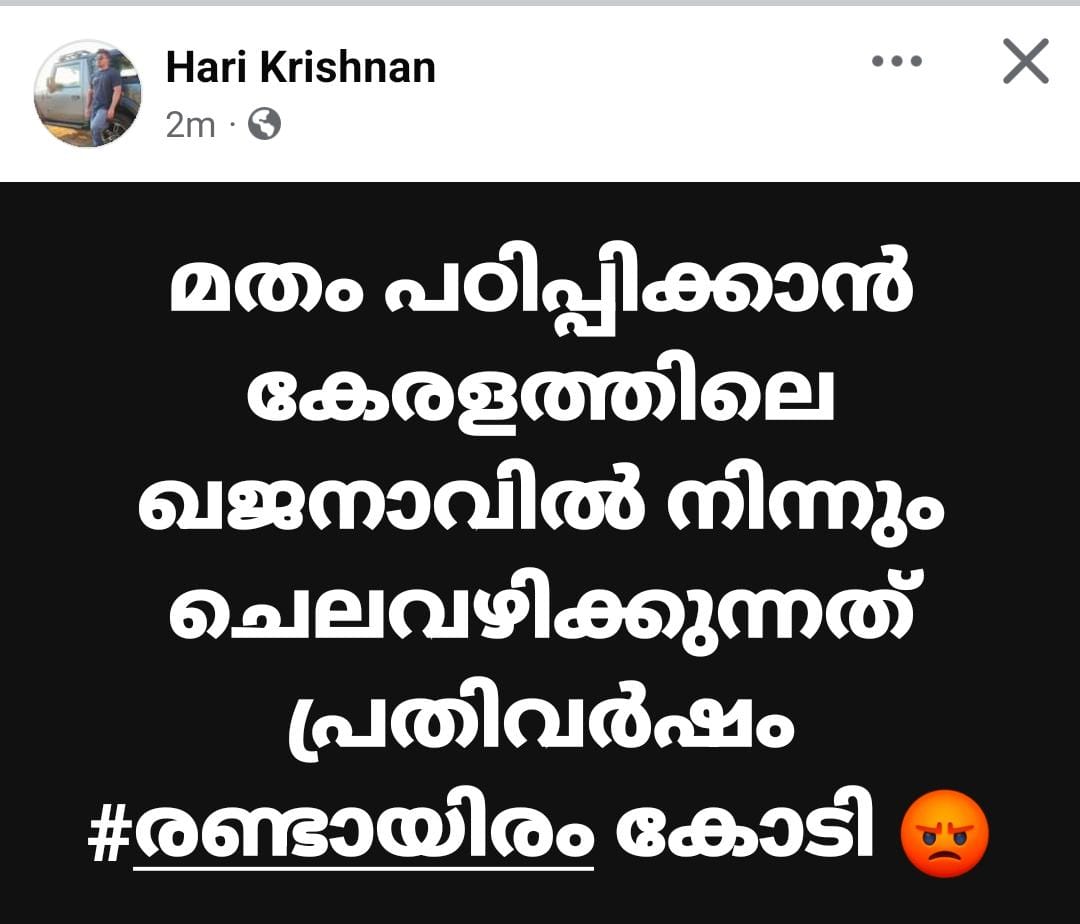 Hari Krishnan
2m ·
മതം പഠിപ്പിക്കാൻ
കേരളത്തിലെ
ഖജനാവിൽ നിന്നും
ചെലവഴിക്കുന്നത്
പ്രതിവർഷം
#രണ്ടായിരം കോടി 😡